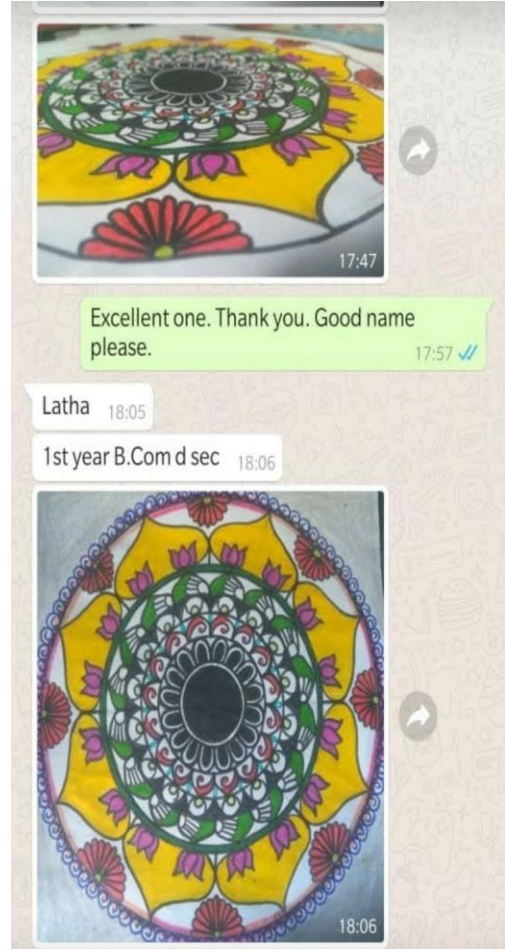 17:47
Excellent one. Thank you. Good name
please. 17:57
Latha 18:05
1st year B.Com d sec 18:06
18:06